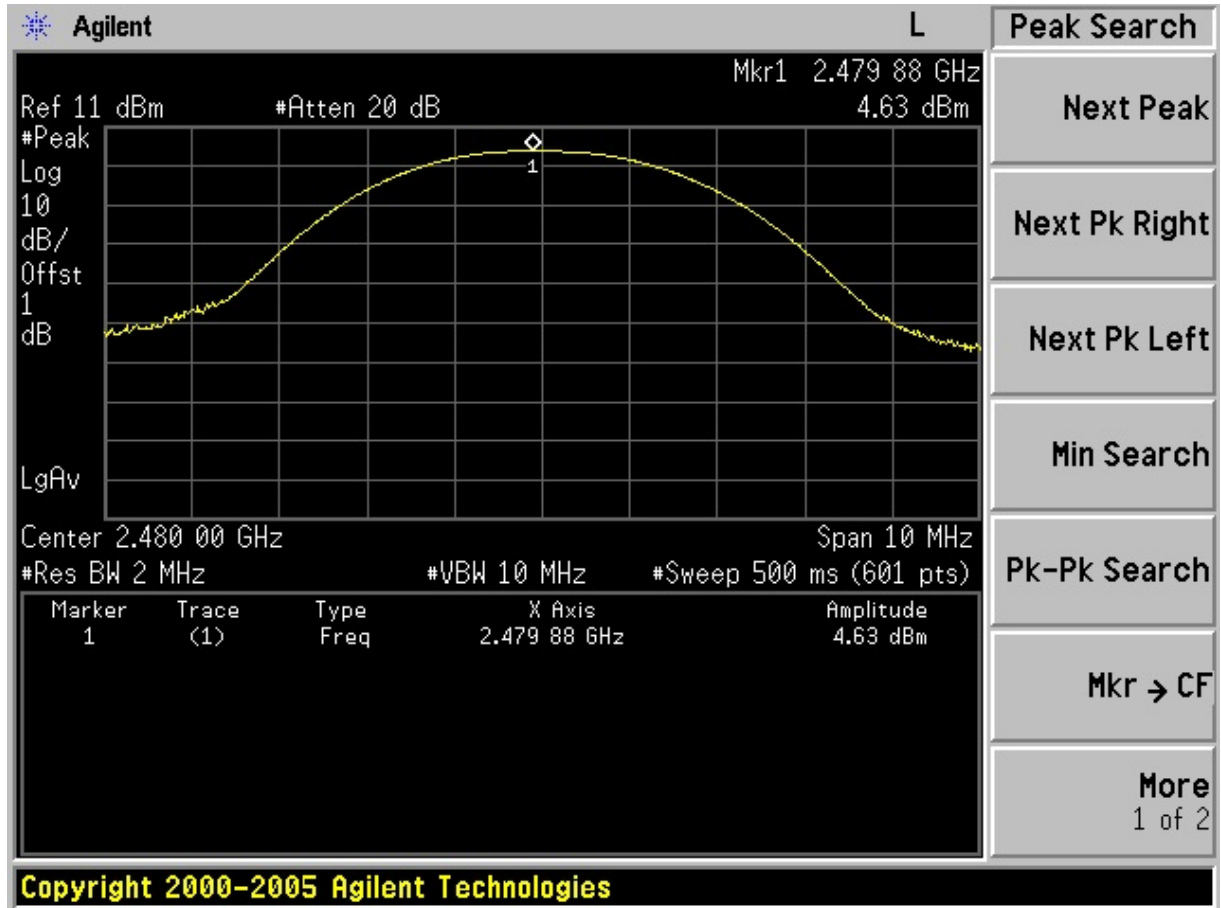 Agilent L Peak Search
Mkr1 2.479 88 GHz
Ref 11 dBm #Atten 20 dB 4.63 dBm
#Peak
Log
10
dB/
Offst
1
dB
LgAv
1
Center 2.480 00 GHz Span 10 MHz
#Res BW 2 MHz #VBW 10 MHz #Sweep 500 ms (601 pts)
Marker Trace Type X Axis Amplitude
1 (1) Freq 2.479 88 GHz 4.63 dBm
Next Peak
Next Pk Right
Next Pk Left
Min Search
Pk-Pk Search
Mkr → CF
More
1 of 2
Copyright 2000-2005 Agilent Technologies